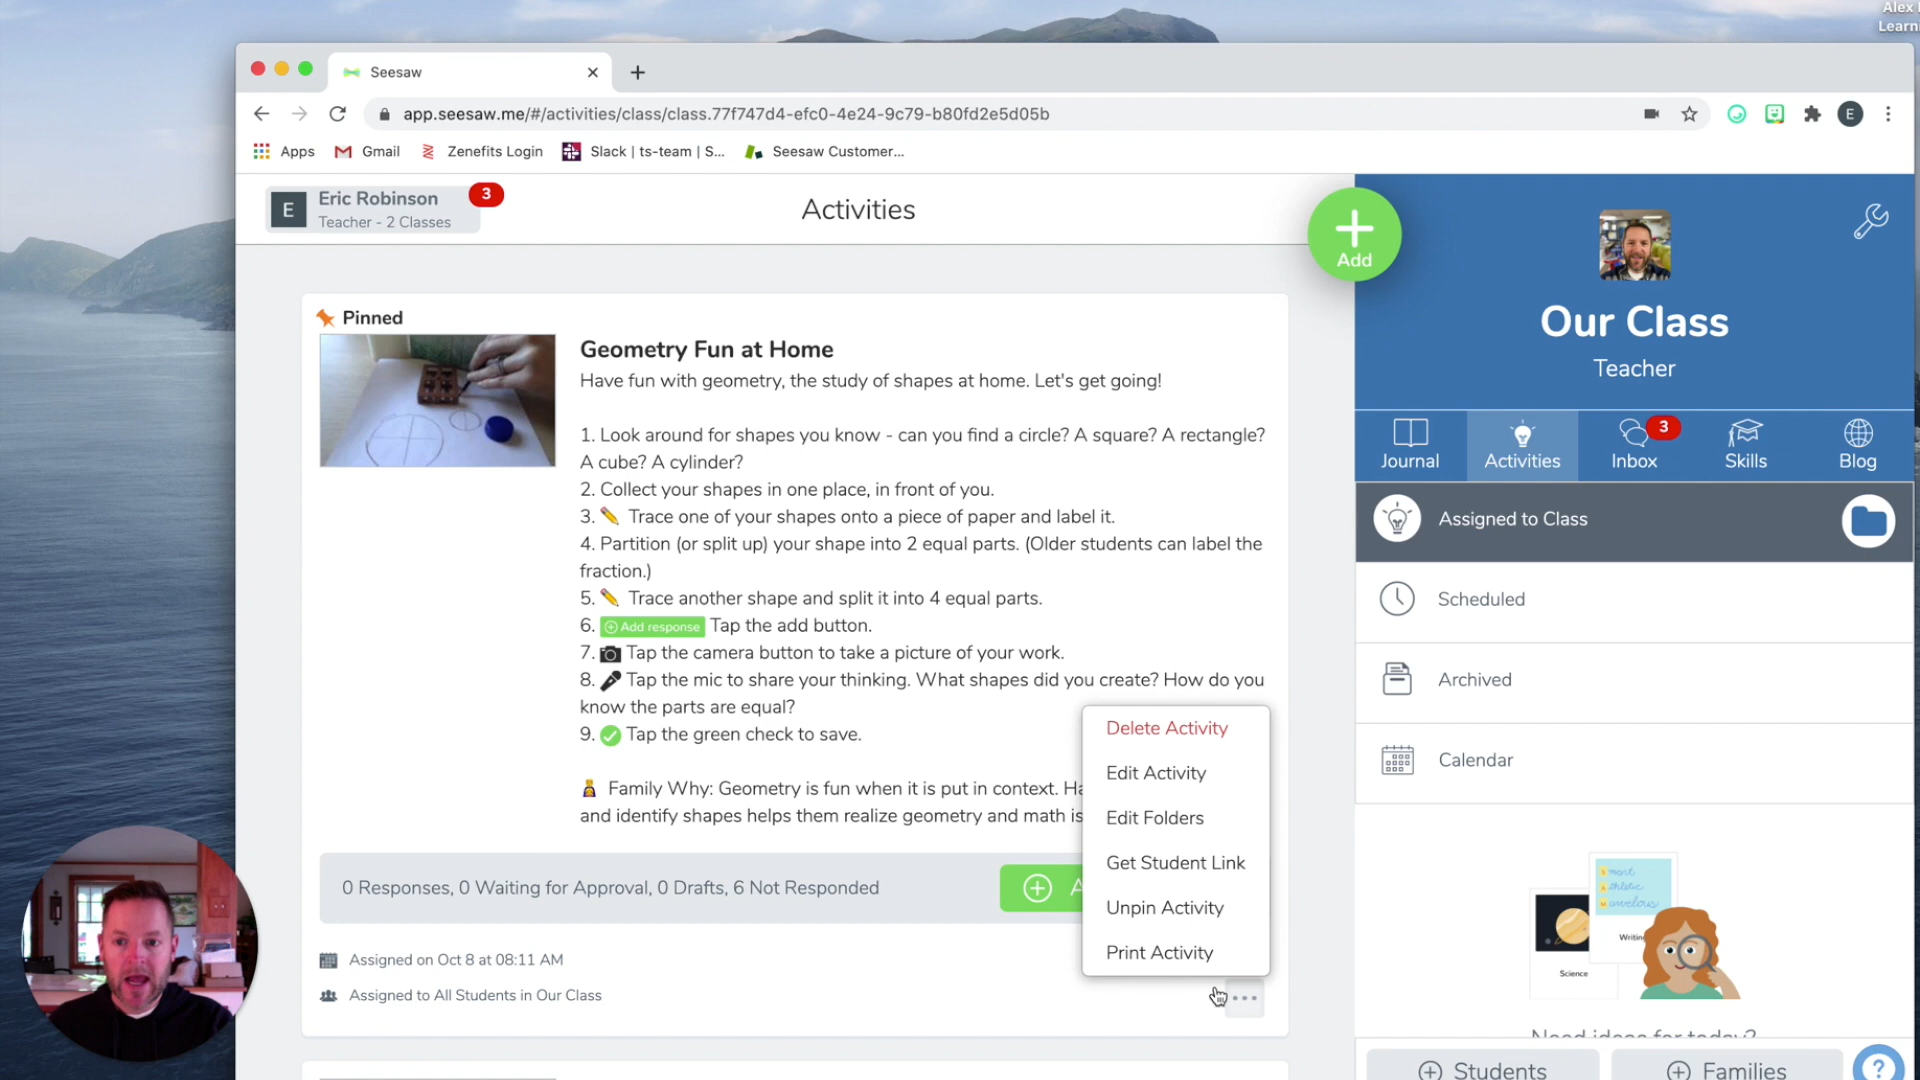 Alex
Learni
Seesaw
app.seesaw.me/#/activities/class/class.77f747d4-efc0-4e24-9c79-b80fd2e5d05b
E
Apps
Gmail
Zenefits Login
Slack | ts-team | S...
Seesaw Customer...
E
Eric Robinson
Teacher - 2 Classes
3
Activities
Add
Our Class
Teacher
Journal
Activities
Inbox
3
Skills
Blog
Assigned to Class
Scheduled
Archived
Calendar
Pinned
Geometry Fun at Home
Have fun with geometry, the study of shapes at home. Let's get going!
1. Look around for shapes you know - can you find a circle? A square? A rectangle?
A cube? A cylinder?
2. Collect your shapes in one place, in front of you.
3. ✏️ Trace one of your shapes onto a piece of paper and label it.
4. Partition (or split up) your shape into 2 equal parts. (Older students can label the
fraction.)
5. ✏️ Trace another shape and split it into 4 equal parts.
6. Add response Tap the add button.
7. Tap the camera button to take a picture of your work.
8. Tap the mic to share your thinking. What shapes did you create? How do you
know the parts are equal?
9. Tap the green check to save.
Family Why: Geometry is fun when it is put in context. Ha
and identify shapes helps them realize geometry and math is
Delete Activity
Edit Activity
Edit Folders
Get Student Link
Unpin Activity
Print Activity
0 Responses, 0 Waiting for Approval, 0 Drafts, 6 Not Responded
A
Assigned on Oct 8 at 08:11 AM
Assigned to All Students in Our Class
Smart
Athletic
Marvelous
Writing
Science
Need ideas for today?
Students
Families
?